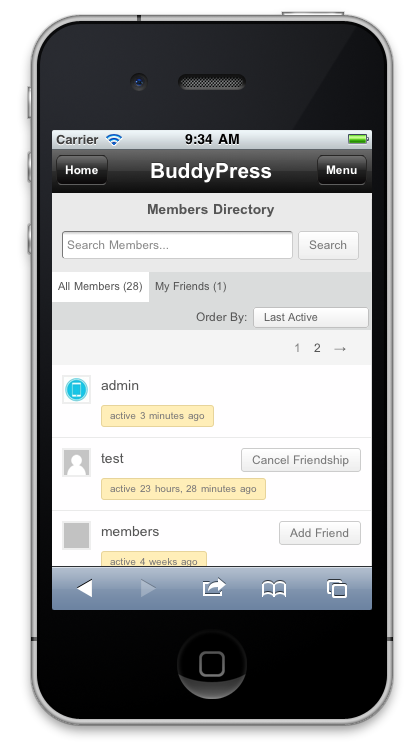 Carrier 9:34 AM
Home BuddyPress Menu
Members Directory
Search Members... Search
All Members (28) My Friends (1)
Order By: Last Active
1 2 →
admin
active 3 minutes ago
test Cancel Friendship
active 23 hours, 28 minutes ago
members Add Friend
active 4 weeks ago